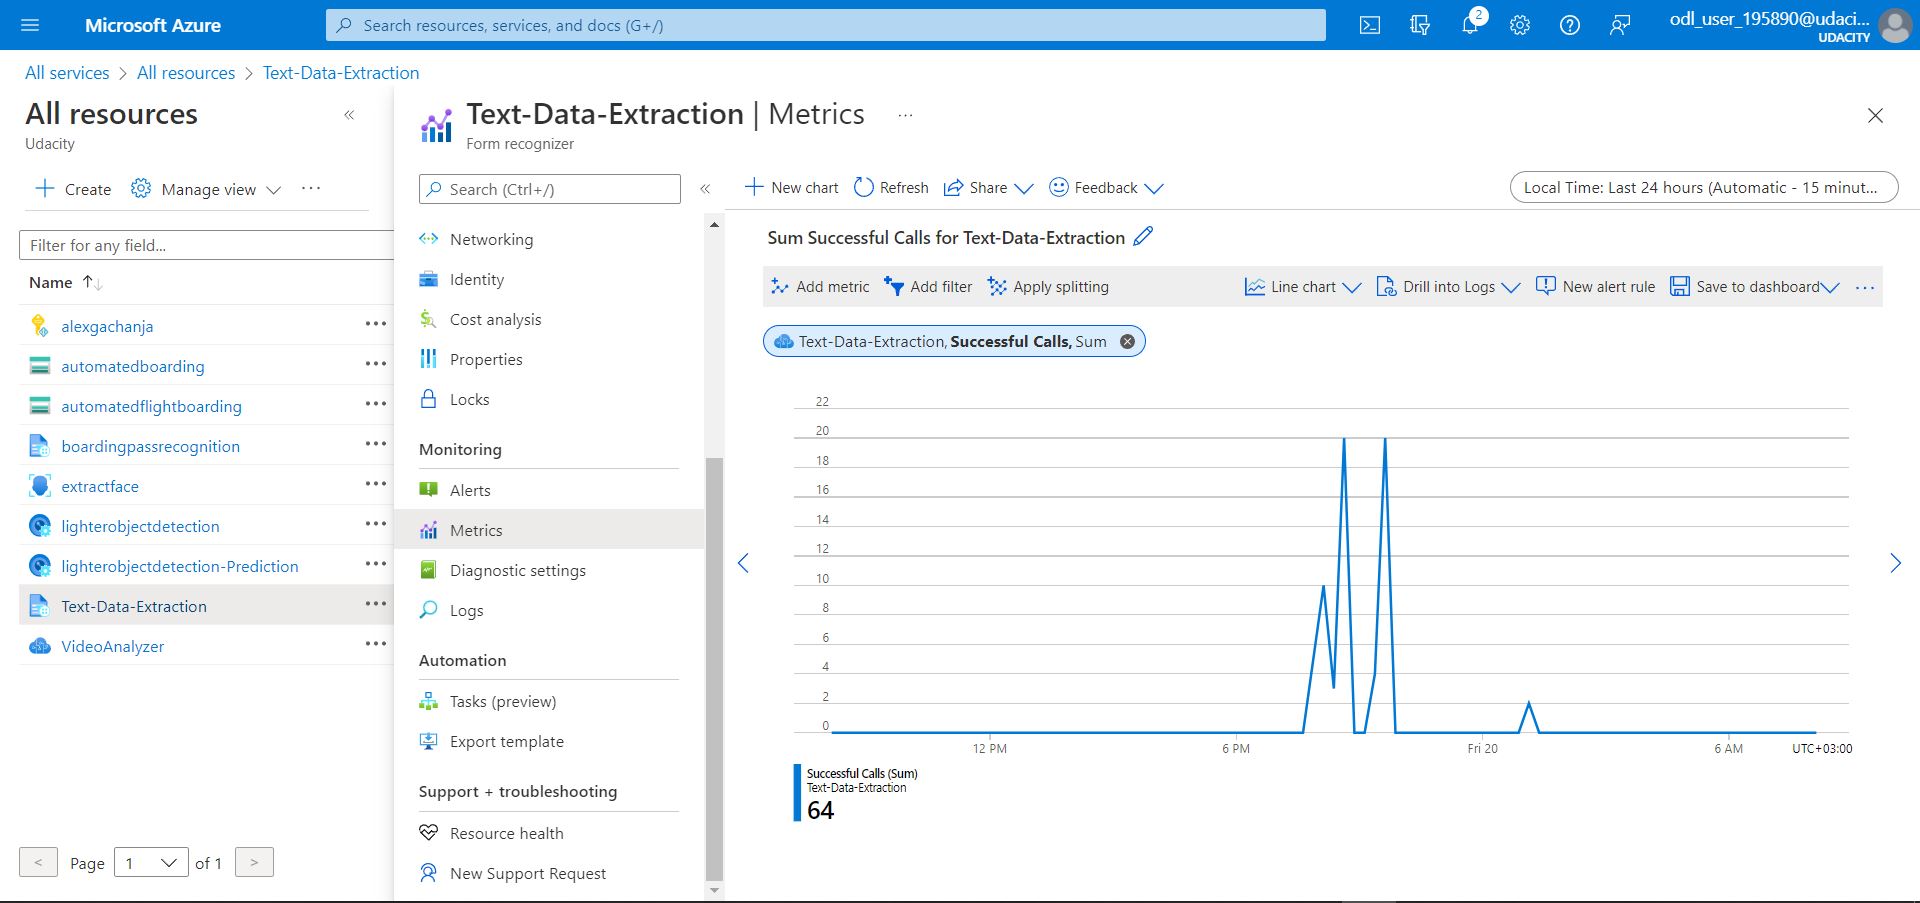 Microsoft Azure
Search resources, services, and docs (G+/)
2
odl_user_195890@udaci...
UDACITY
All services > All resources > Text-Data-Extraction
All resources
«
Udacity
Create
Manage view
...
Filter for any field...
Name
alexgachanja
automatedboarding
automatedflightboarding
boardingpassrecognition
extractface
lighterobjectdetection
lighterobjectdetection-Prediction
Text-Data-Extraction
VideoAnalyzer
< Page 1 of 1 >
Text-Data-Extraction | Metrics
...
Form recognizer
Search (Ctrl+/)
«
Networking
Identity
Cost analysis
Properties
Locks
Monitoring
Alerts
Metrics
Diagnostic settings
Logs
Automation
Tasks (preview)
Export template
Support + troubleshooting
Resource health
New Support Request
New chart
Refresh
Share
Feedback
Local Time: Last 24 hours (Automatic - 15 minut...
Sum Successful Calls for Text-Data-Extraction
Add metric
Add filter
Apply splitting
Line chart
Drill into Logs
New alert rule
Save to dashboard
...
Text-Data-Extraction, Successful Calls, Sum
22
20
18
16
14
12
10
8
6
4
2
0
12 PM
6 PM
Fri 20
6 AM
UTC+03:00
Successful Calls (Sum)
Text-Data-Extraction
64